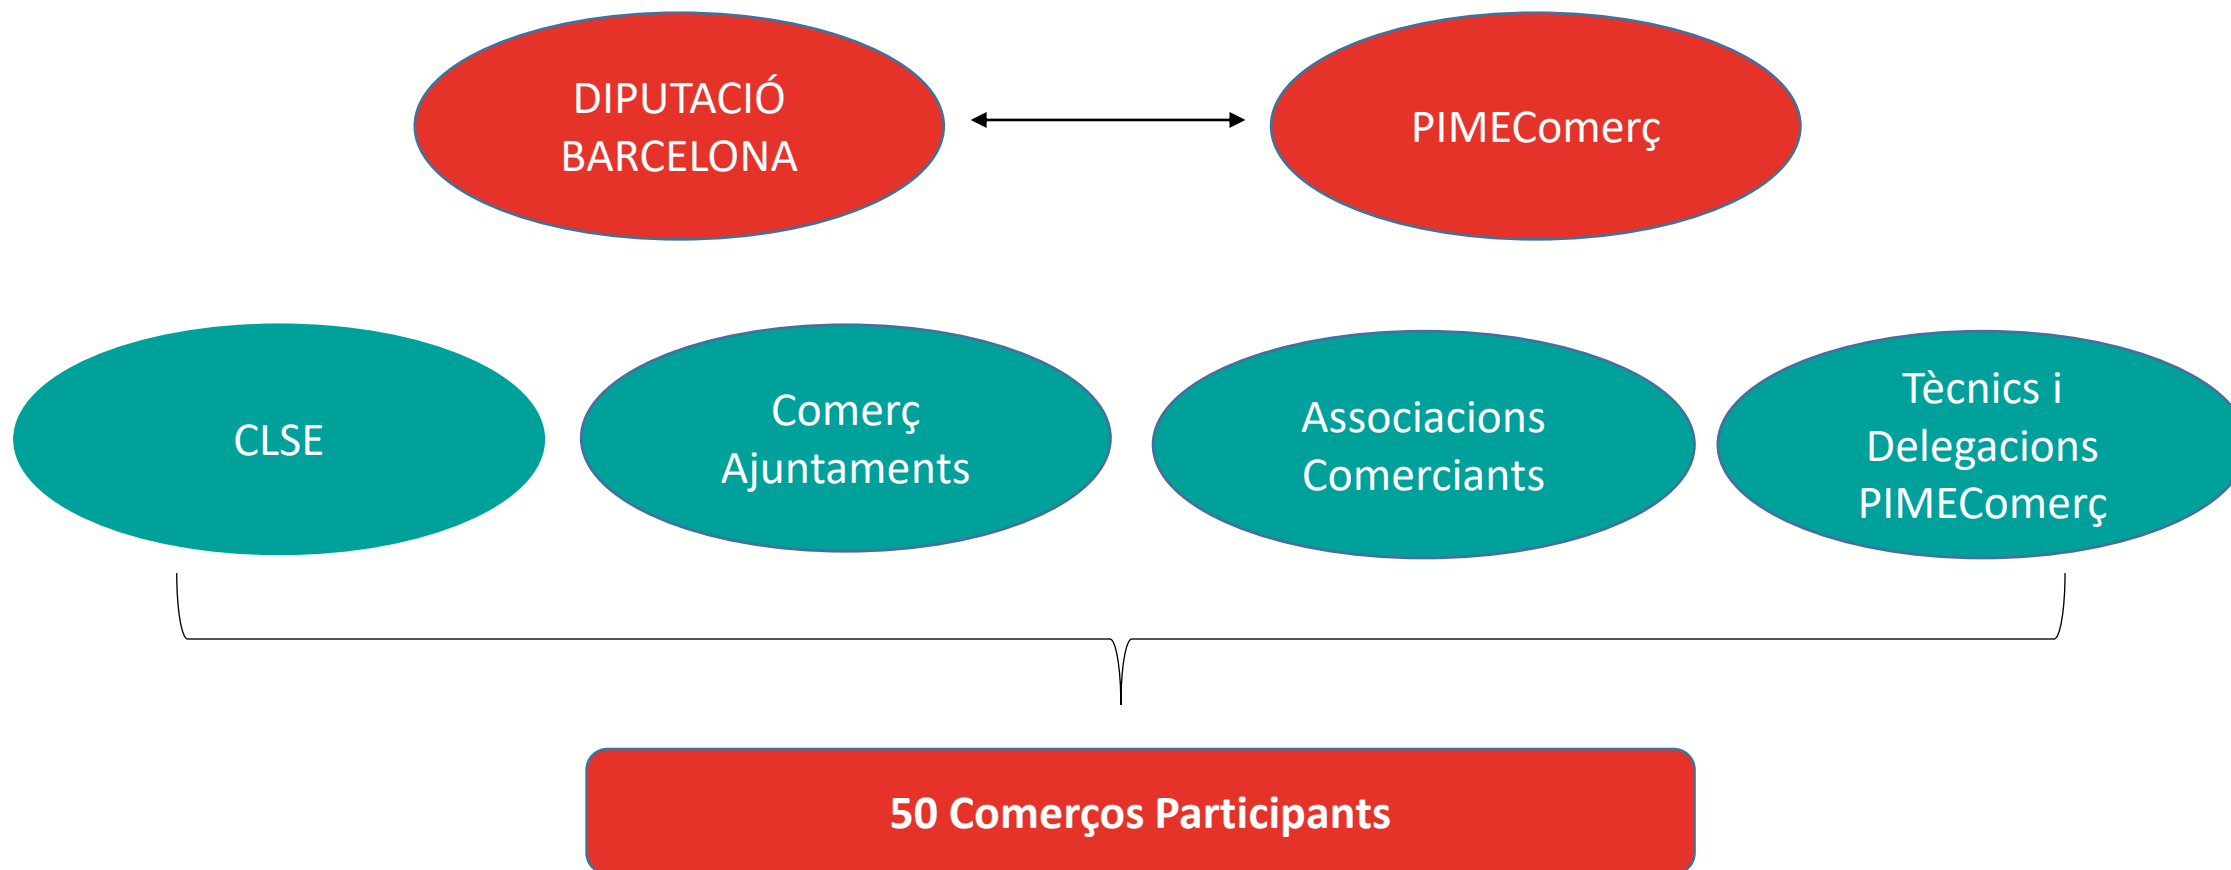 DIPUTACIÓ
BARCELONA
PIMEComerç
CLSE
Comerç
Ajuntaments
Associacions
Comerciants
Tècnics i
Delegacions
PIMEComerç
50 Comerços Participants